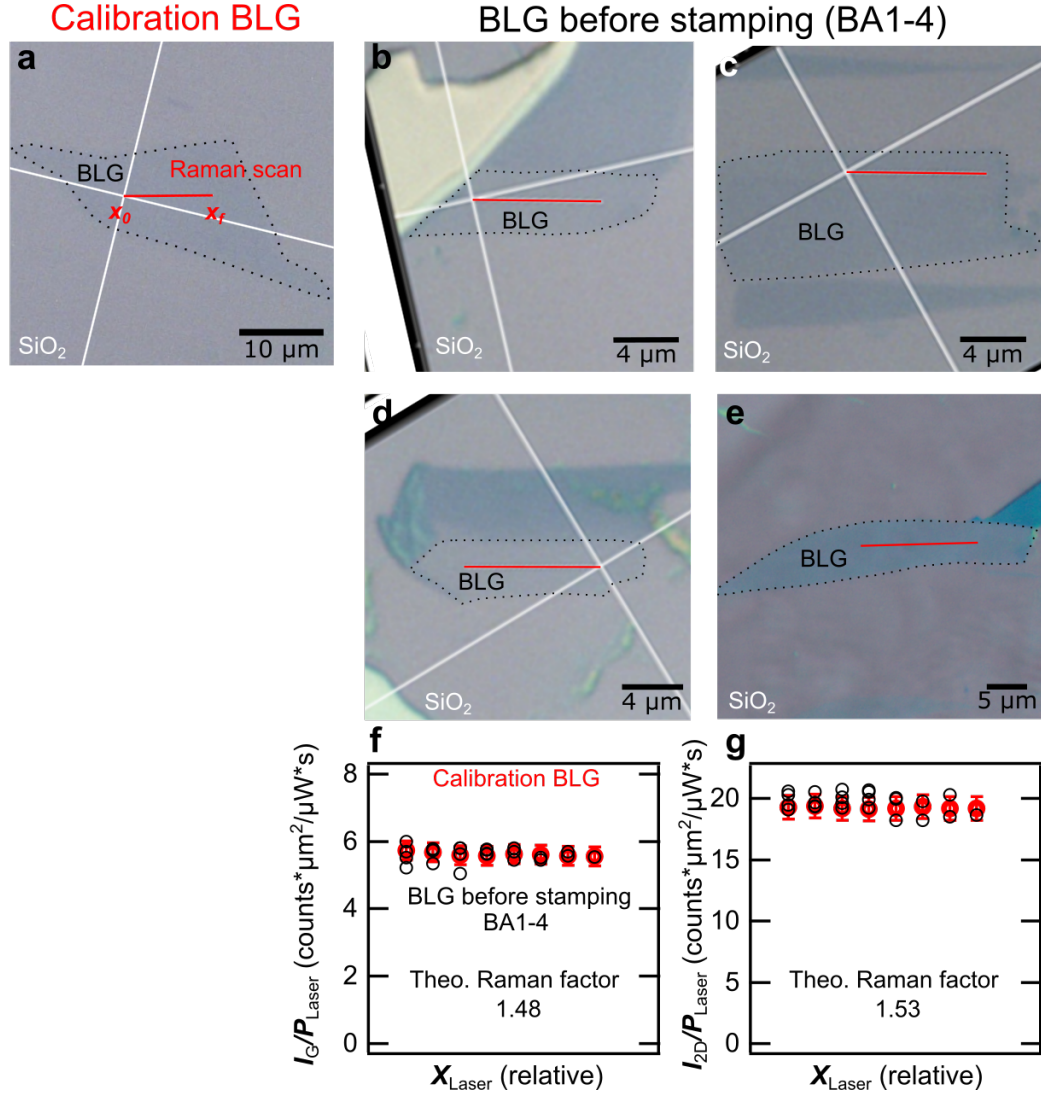 Calibration BLG
BLG before stamping (BA1-4)
a
BLG
Raman scan
x0
xf
SiO2
10 μm
b
BLG
SiO2
4 μm
c
BLG
SiO2
4 μm
d
BLG
SiO2
4 μm
e
BLG
SiO2
5 μm
f
IG/PLaser (counts*μm²/μW*s)
8
6
4
2
0
Calibration BLG
BLG before stamping
BA1-4
Theo. Raman factor
1.48
XLaser (relative)
g
I2D/PLaser (counts*μm²/μW*s)
20
15
10
5
0
Theo. Raman factor
1.53
XLaser (relative)